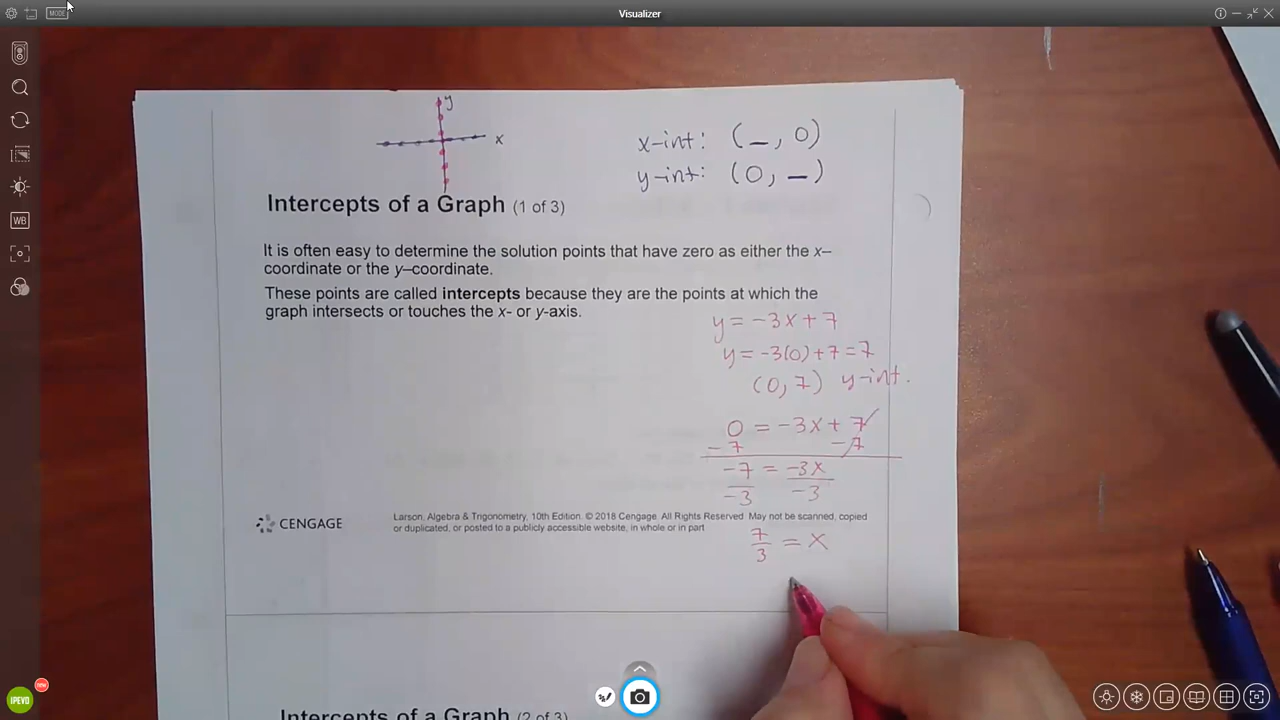 MODE
Visualizer
y
x
x-int: (_, 0)
y-int: (0, _)
Intercepts of a Graph (1 of 3)
It is often easy to determine the solution points that have zero as either the x–
coordinate or the y–coordinate.
These points are called intercepts because they are the points at which the
graph intersects or touches the x- or y-axis.
y = -3x + 7
y = -3(0) + 7 = 7
(0, 7) y-int.
0 = -3x + 7
-7 -7
-7 = -3x
-3 -3
CENGAGE
Larson, Algebra & Trigonometry, 10th Edition. © 2018 Cengage. All Rights Reserved. May not be scanned, copied
or duplicated, or posted to a publicly accessible website, in whole or in part
7/3 = x
Intercepts of a Graph (2 of 3)
WB
IPEVO
new